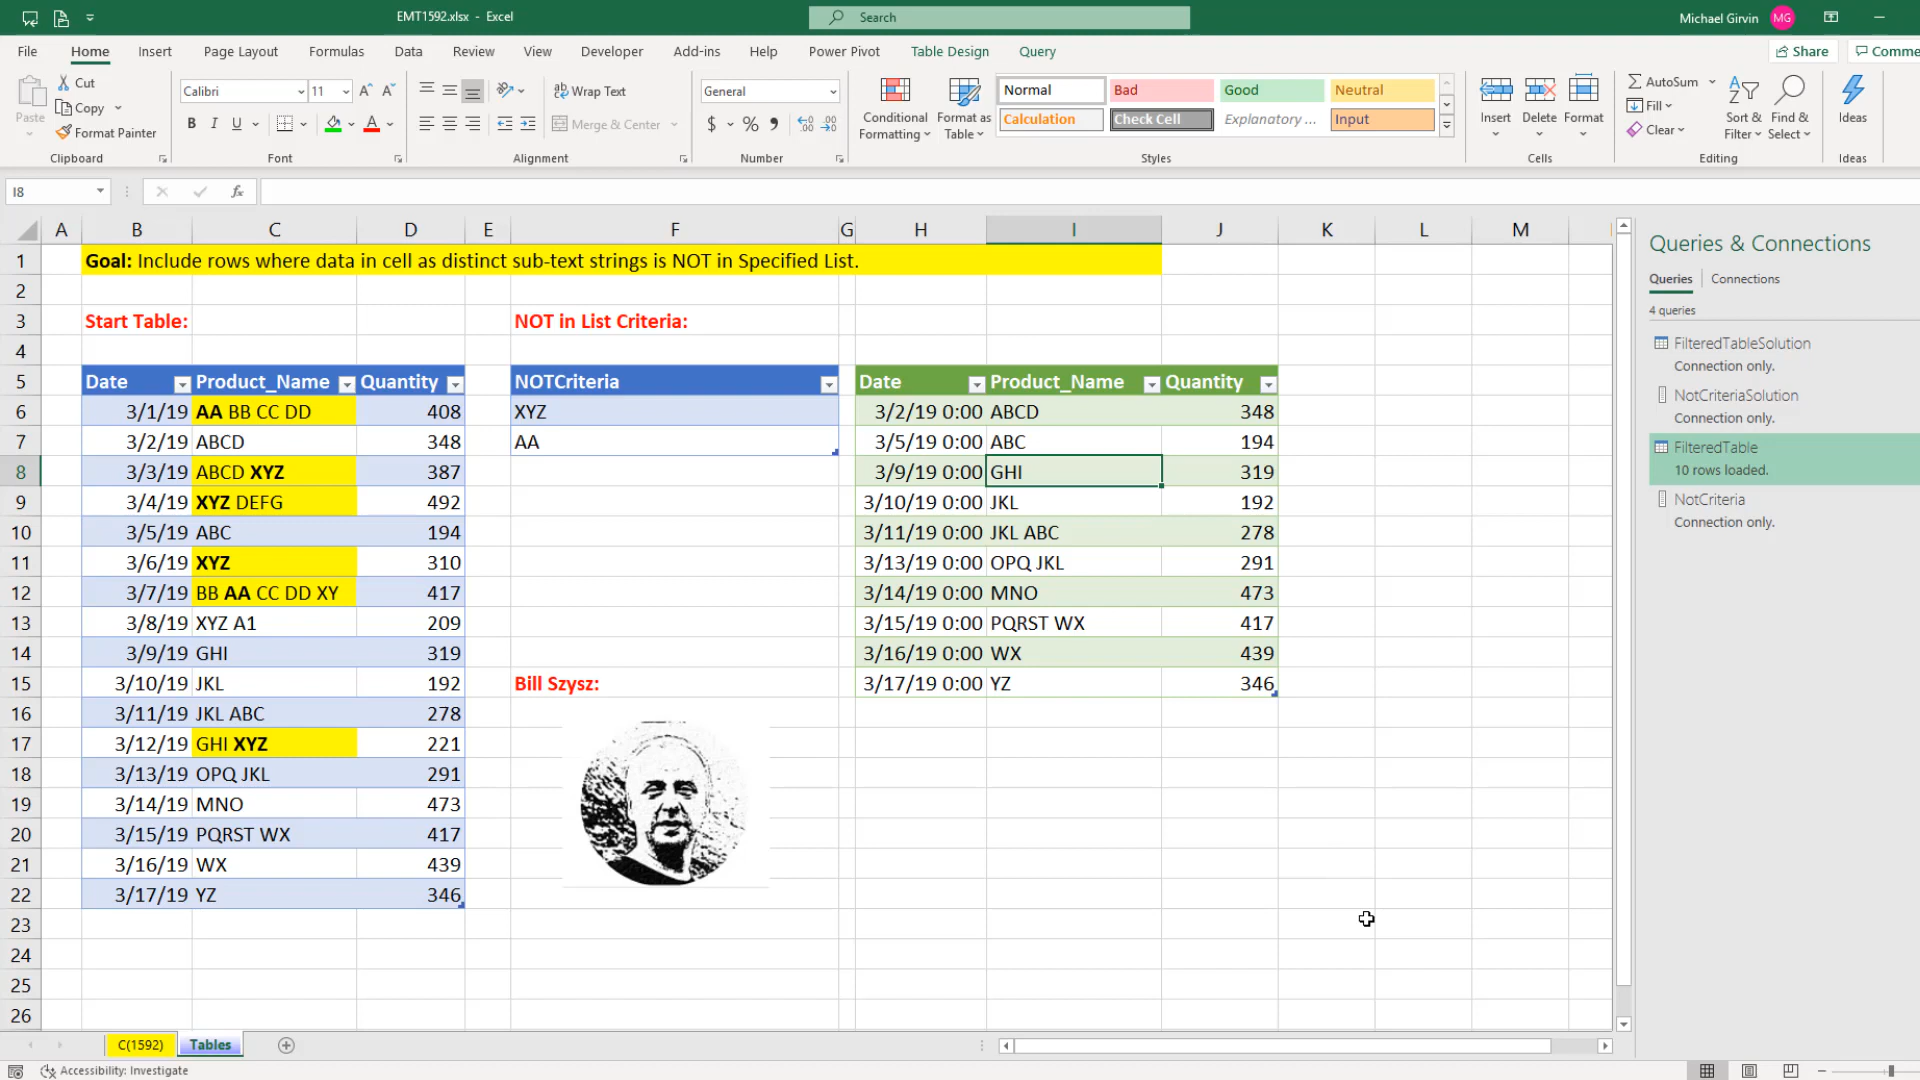 EMT1592.xlsx - Excel
Search
Michael Girvin
MG
File Home Insert Page Layout Formulas Data Review View Developer Add-ins Help Power Pivot Table Design Query
Share
Comme
Paste
Cut
Copy
Format Painter
Clipboard
Calibri 11
B I U
Font
Wrap Text
Merge & Center
Alignment
General
$ % 9
Number
Conditional Formatting
Format as Table
Normal Bad Good Neutral
Calculation Check Cell Explanatory ... Input
Styles
Insert Delete Format
Cells
AutoSum
Fill
Clear
Sort & Filter
Find & Select
Editing
Ideas
Ideas
I8
fx
A B C D E F G H I J K L M
1 Goal: Include rows where data in cell as distinct sub-text strings is NOT in Specified List.
2
3 Start Table: NOT in List Criteria:
4
5 Date Product_Name Quantity NOTCriteria Date Product_Name Quantity
6 3/1/19 AA BB CC DD 408 XYZ 3/2/19 0:00 ABCD 348
7 3/2/19 ABCD 348 AA 3/5/19 0:00 ABC 194
8 3/3/19 ABCD XYZ 387 3/9/19 0:00 GHI 319
9 3/4/19 XYZ DEFG 492 3/10/19 0:00 JKL 192
10 3/5/19 ABC 194 3/11/19 0:00 JKL ABC 278
11 3/6/19 XYZ 310 3/13/19 0:00 OPQ JKL 291
12 3/7/19 BB AA CC DD XY 417 3/14/19 0:00 MNO 473
13 3/8/19 XYZ A1 209 3/15/19 0:00 PQRST WX 417
14 3/9/19 GHI 319 3/16/19 0:00 WX 439
15 3/10/19 JKL 192 Bill Szysz: 3/17/19 0:00 YZ 346
16 3/11/19 JKL ABC 278
17 3/12/19 GHI XYZ 221
18 3/13/19 OPQ JKL 291
19 3/14/19 MNO 473
20 3/15/19 PQRST WX 417
21 3/16/19 WX 439
22 3/17/19 YZ 346
23
24
25
26
Queries & Connections
Queries Connections
4 queries
FilteredTableSolution
Connection only.
NotCriteriaSolution
Connection only.
FilteredTable
10 rows loaded.
NotCriteria
Connection only.
C(1592) Tables
Accessibility: Investigate